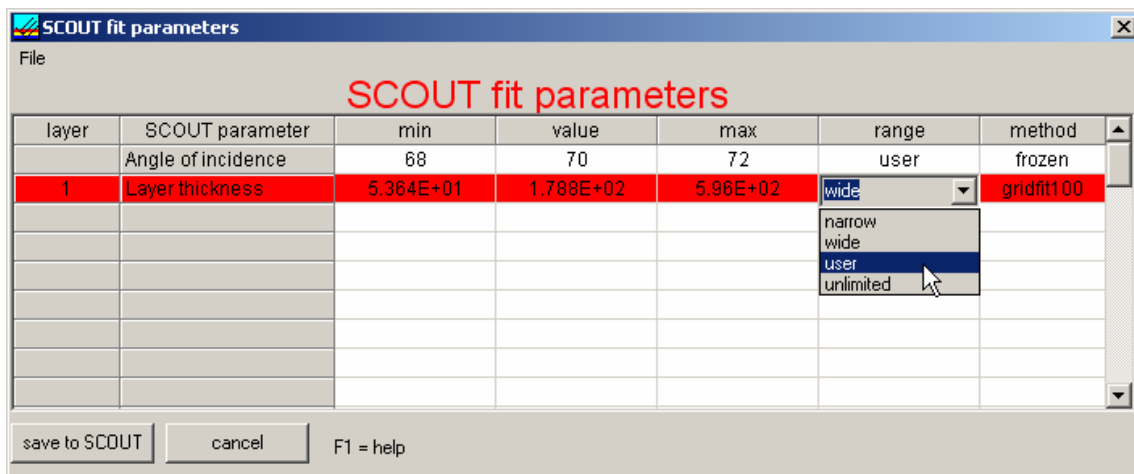 SCOUT fit parameters
File
SCOUT fit parameters
layer SCOUT parameter min value max range method
Angle of incidence 68 70 72 user frozen
1 Layer thickness 5.364E+01 1.788E+02 5.96E+02 wide gridfit100
narrow
wide
user
unlimited
save to SCOUT cancel F1 = help